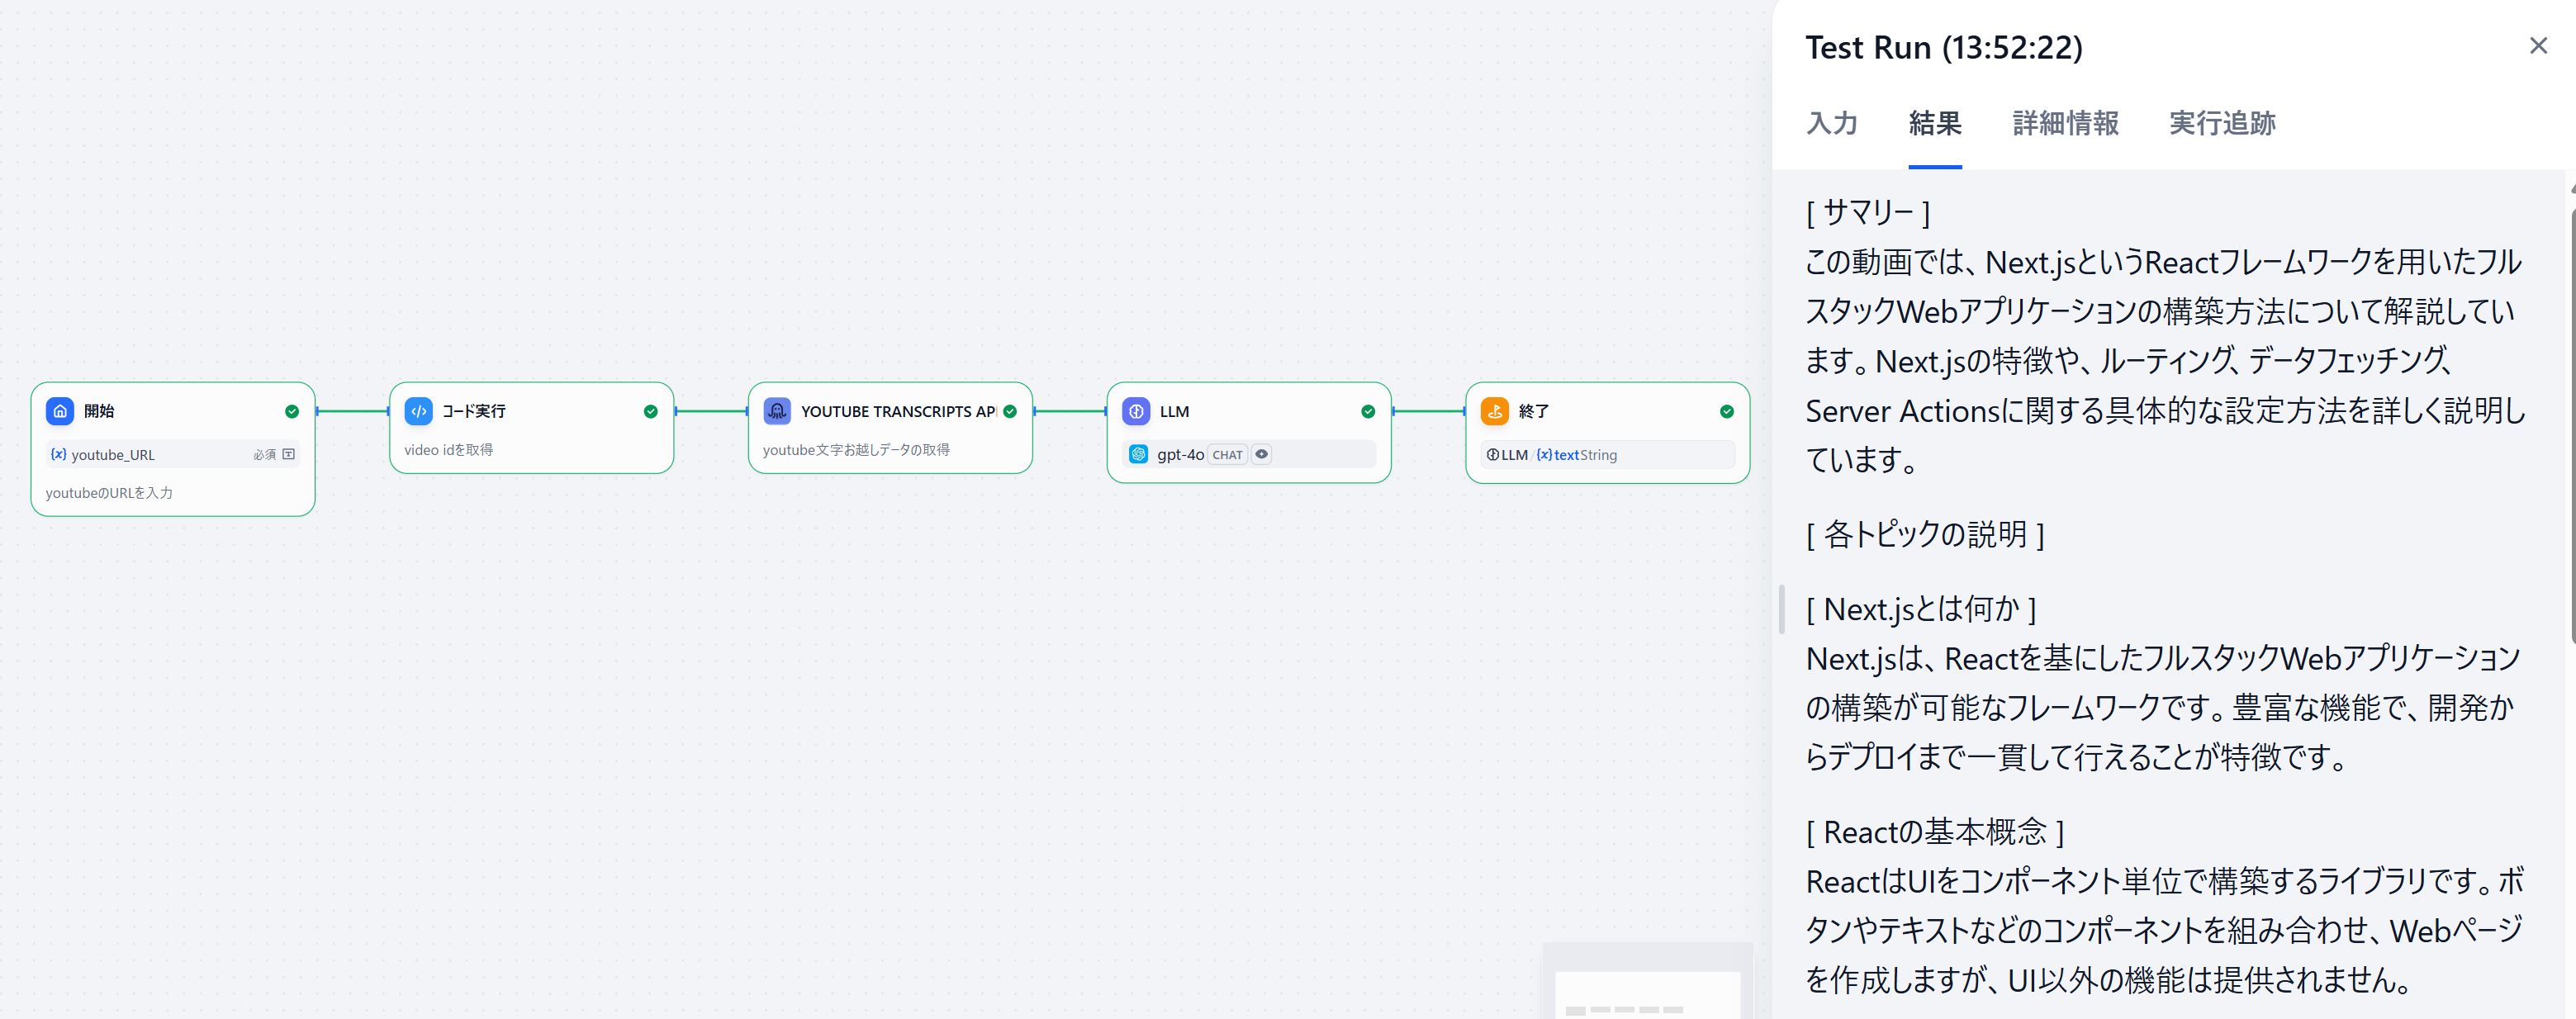 開始
{x} youtube_URL 必須
youtubeのURLを入力
コード実行
video idを取得
YOUTUBE TRANSCRIPTS AP
youtube文字お越しデータの取得
LLM
gpt-4o CHAT
終了
LLM / {x} text String
Test Run (13:52:22)
入力 結果 詳細情報 実行追跡
[ サマリー ]
この動画では、Next.jsというReactフレームワークを用いたフル
スタックWebアプリケーションの構築方法について解説してい
ます。Next.jsの特徴や、ルーティング、データフェッチング、
Server Actionsに関する具体的な設定方法を詳しく説明し
ています。
[ 各トピックの説明 ]
[ Next.jsとは何か ]
Next.jsは、Reactを基にしたフルスタックWebアプリケーション
の構築が可能なフレームワークです。豊富な機能で、開発か
らデプロイまで一貫して行えることが特徴です。
[ Reactの基本概念 ]
ReactはUIをコンポーネント単位で構築するライブラリです。ボ
タンやテキストなどのコンポーネントを組み合わせ、Webページ
を作成しますが、UI以外の機能は提供されません。